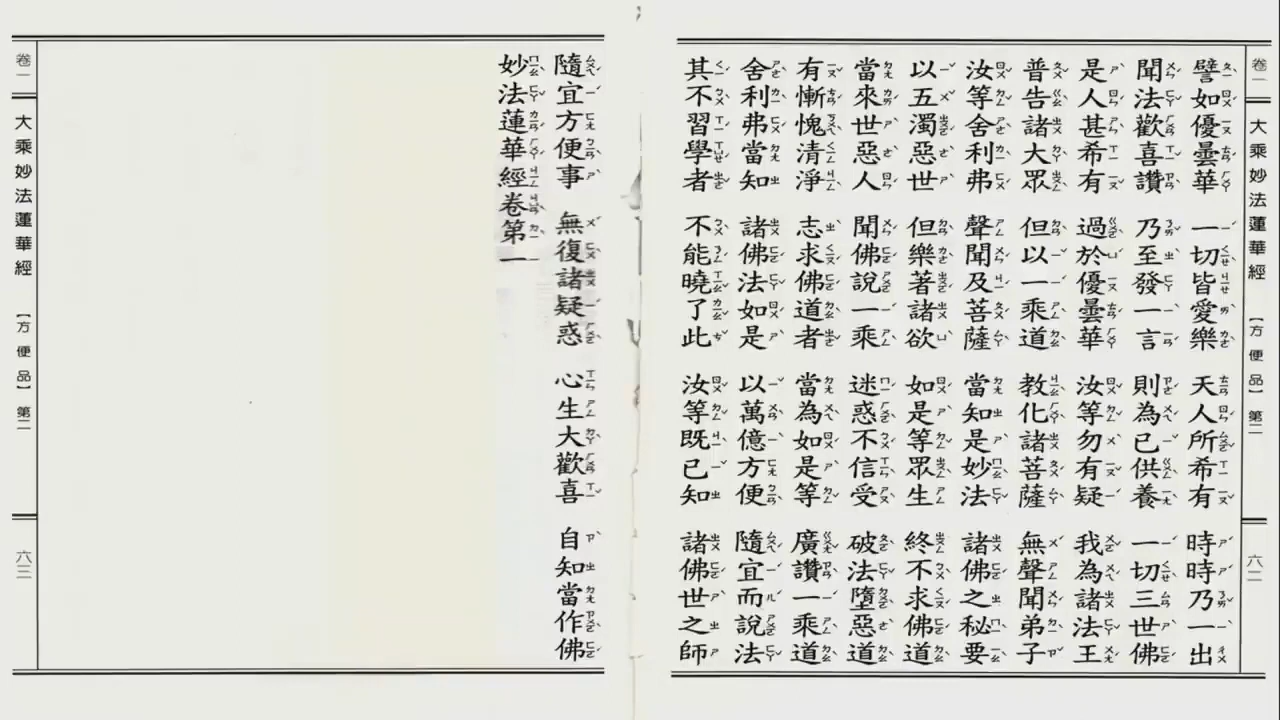 卷一
大乘妙法蓮華經
【方便品】第二
六二
譬如優曇華 一切皆愛樂 天人所希有 時時乃一出
聞法歡喜讚 乃至發一言 則為已供養 一切三世佛
是人甚希有 過於優曇華 汝等勿有疑 我為諸法王
普告諸大眾 但以一乘道 教化諸菩薩 無聲聞弟子
汝等舍利弗 聲聞及菩薩 當知是妙法 諸佛之秘要
以五濁惡世 但樂著諸欲 如是等眾生 終不求佛道
當來世惡人 聞佛說一乘 迷惑不信受 破法墮惡道
有慚愧清淨 志求佛道者 當為如是等 廣讚一乘道
舍利弗當知 諸佛法如是 以萬億方便 隨宜而說法
其不習學者 不能曉了此 汝等既已知 諸佛世之師
隨宜方便事 無復諸疑惑 心生大歡喜 自知當作佛
妙法蓮華經卷第一
卷一
大乘妙法蓮華經
【方便品】第二
六三